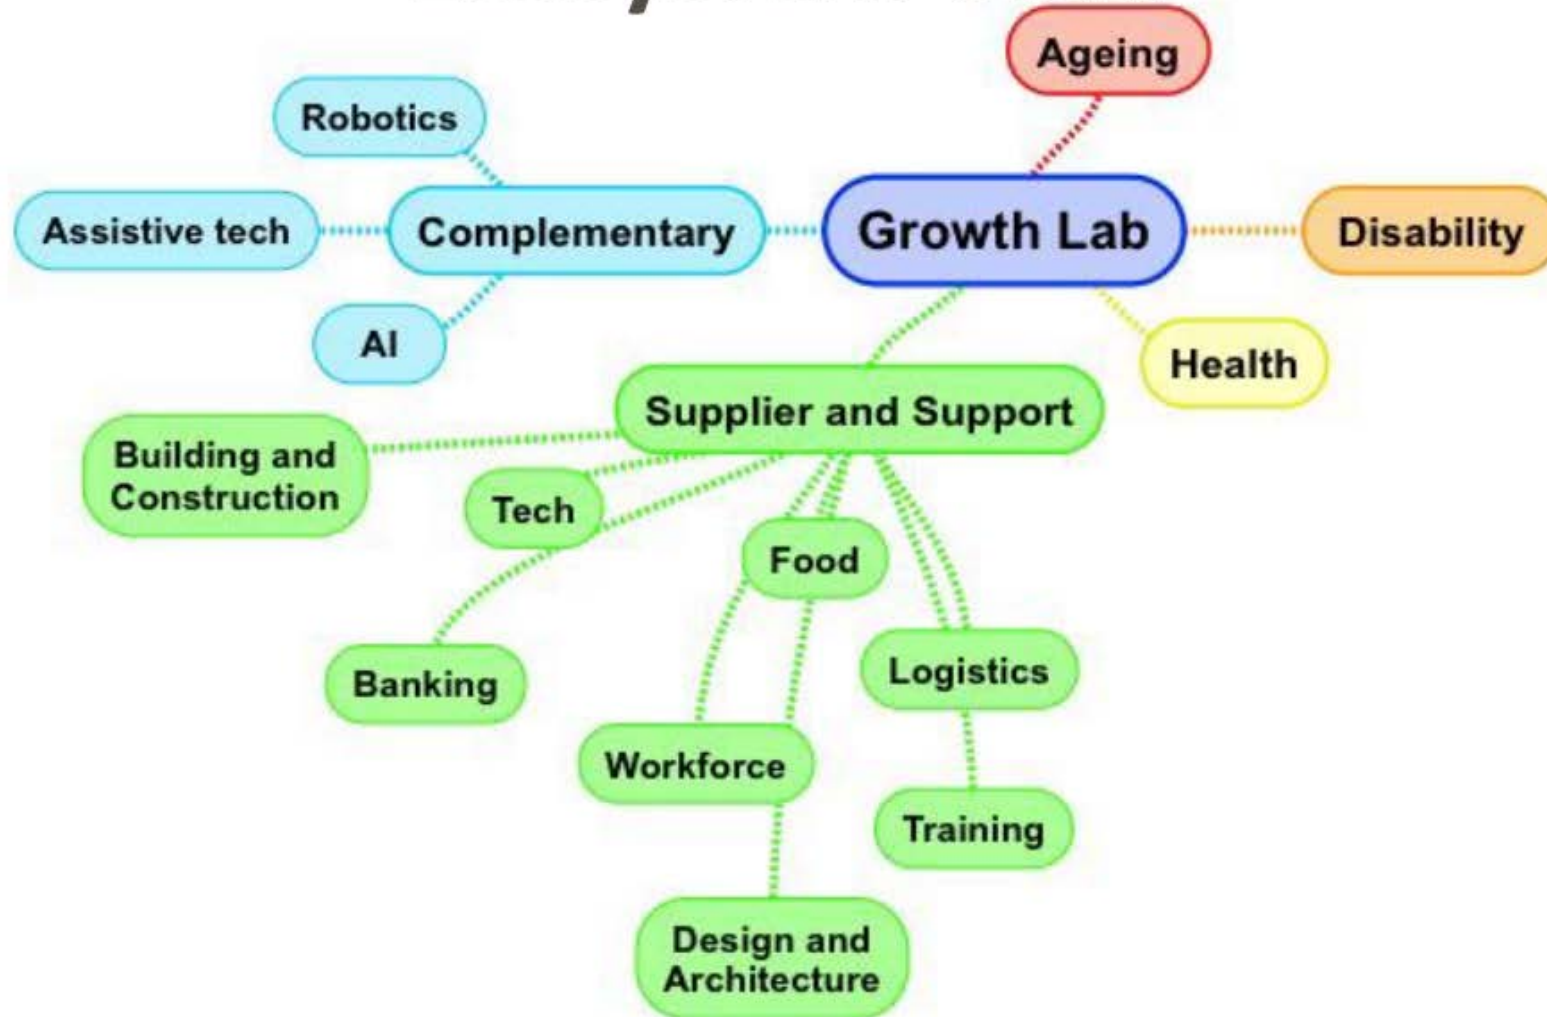 Ageing
Robotics
Assistive tech
Complementary
Growth Lab
Disability
AI
Health
Supplier and Support
Building and
Construction
Tech
Food
Banking
Logistics
Workforce
Training
Design and
Architecture